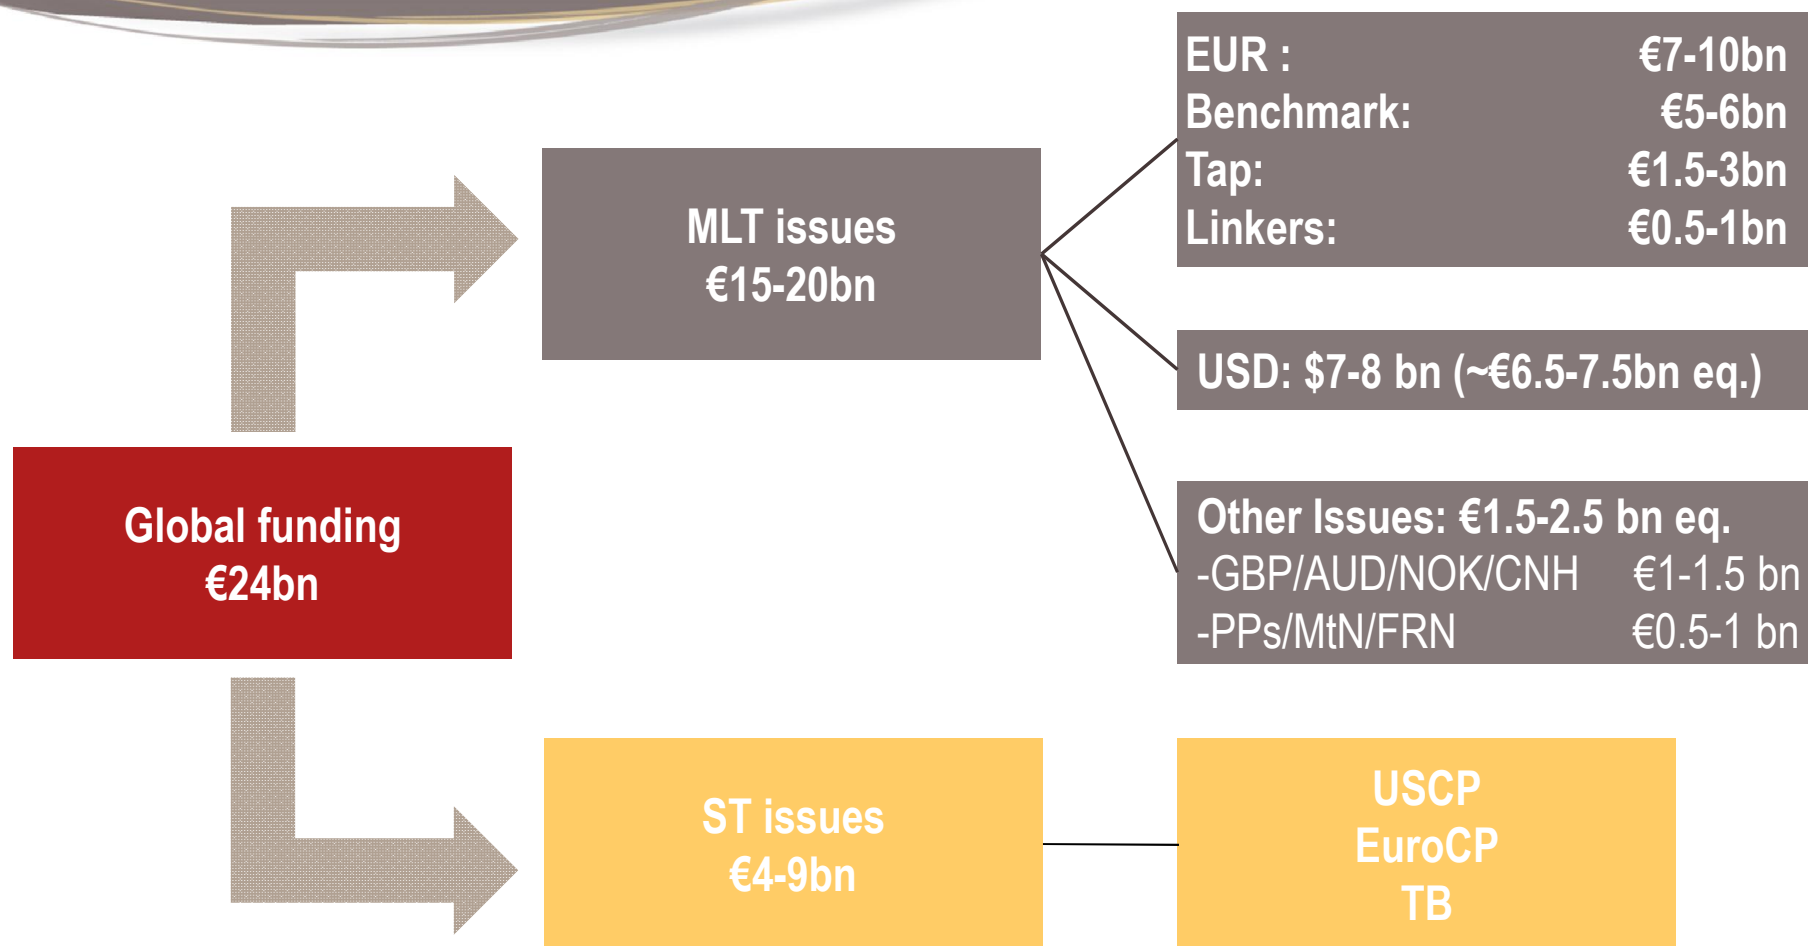 Global funding
€24bn
MLT issues
€15-20bn
EUR : €7-10bn
Benchmark: €5-6bn
Tap: €1.5-3bn
Linkers: €0.5-1bn
USD: $7-8 bn (~€6.5-7.5bn eq.)
Other Issues: €1.5-2.5 bn eq.
-GBP/AUD/NOK/CNH €1-1.5 bn
-PPs/MtN/FRN €0.5-1 bn
ST issues
€4-9bn
USCP
EuroCP
TB